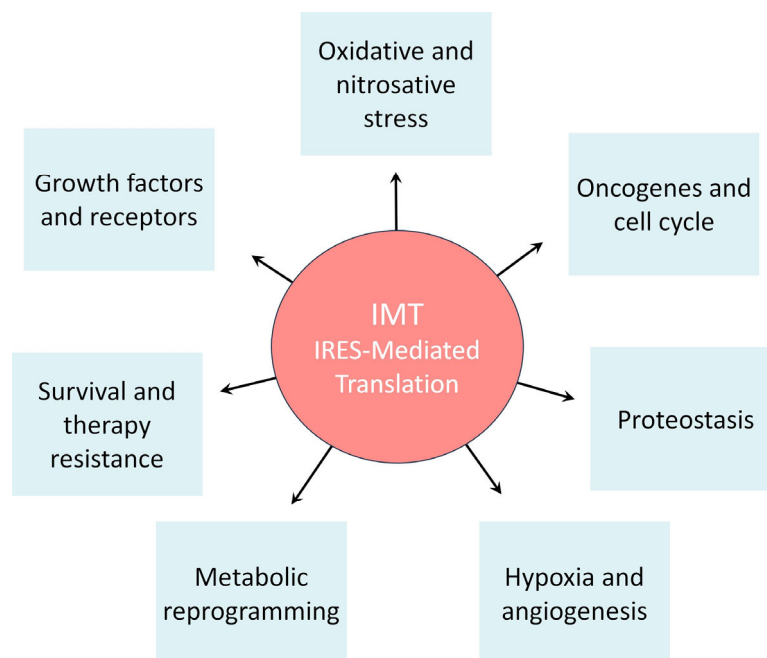 Oxidative and
nitrosative
stress
Growth factors
and receptors
Oncogenes and
cell cycle
IMT
IRES-Mediated
Translation
Survival and
therapy
resistance
Proteostasis
Metabolic
reprogramming
Hypoxia and
angiogenesis